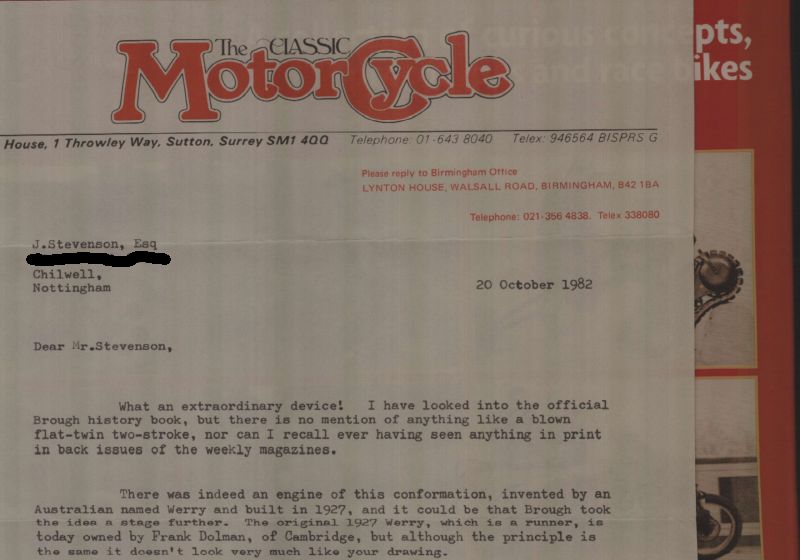 The CLASSIC
MotorCycle
House, 1 Throwley Way, Sutton, Surrey SM1 4QQ Telephone: 01-643 8040 Telex: 946564 BISPRS G
Please reply to Birmingham Office
LYNTON HOUSE, WALSALL ROAD, BIRMINGHAM, B42 1BA
Telephone: 021-356 4838. Telex 338080
J.Stevenson, Esq
Chilwell,
Nottingham
20 October 1982
Dear Mr.Stevenson,
What an extraordinary device! I have looked into the official
Brough history book, but there is no mention of anything like a blown
flat-twin two-stroke, nor can I recall ever having seen anything in print
in back issues of the weekly magazines.
There was indeed an engine of this conformation, invented by an
Australian named Werry and built in 1927, and it could be that Brough took
the idea a stage further. The original 1927 Werry, which is a runner, is
today owned by Frank Dolman, of Cambridge, but although the principle is
the same it doesn't look very much like your drawing.
of curious concepts,
and race bikes